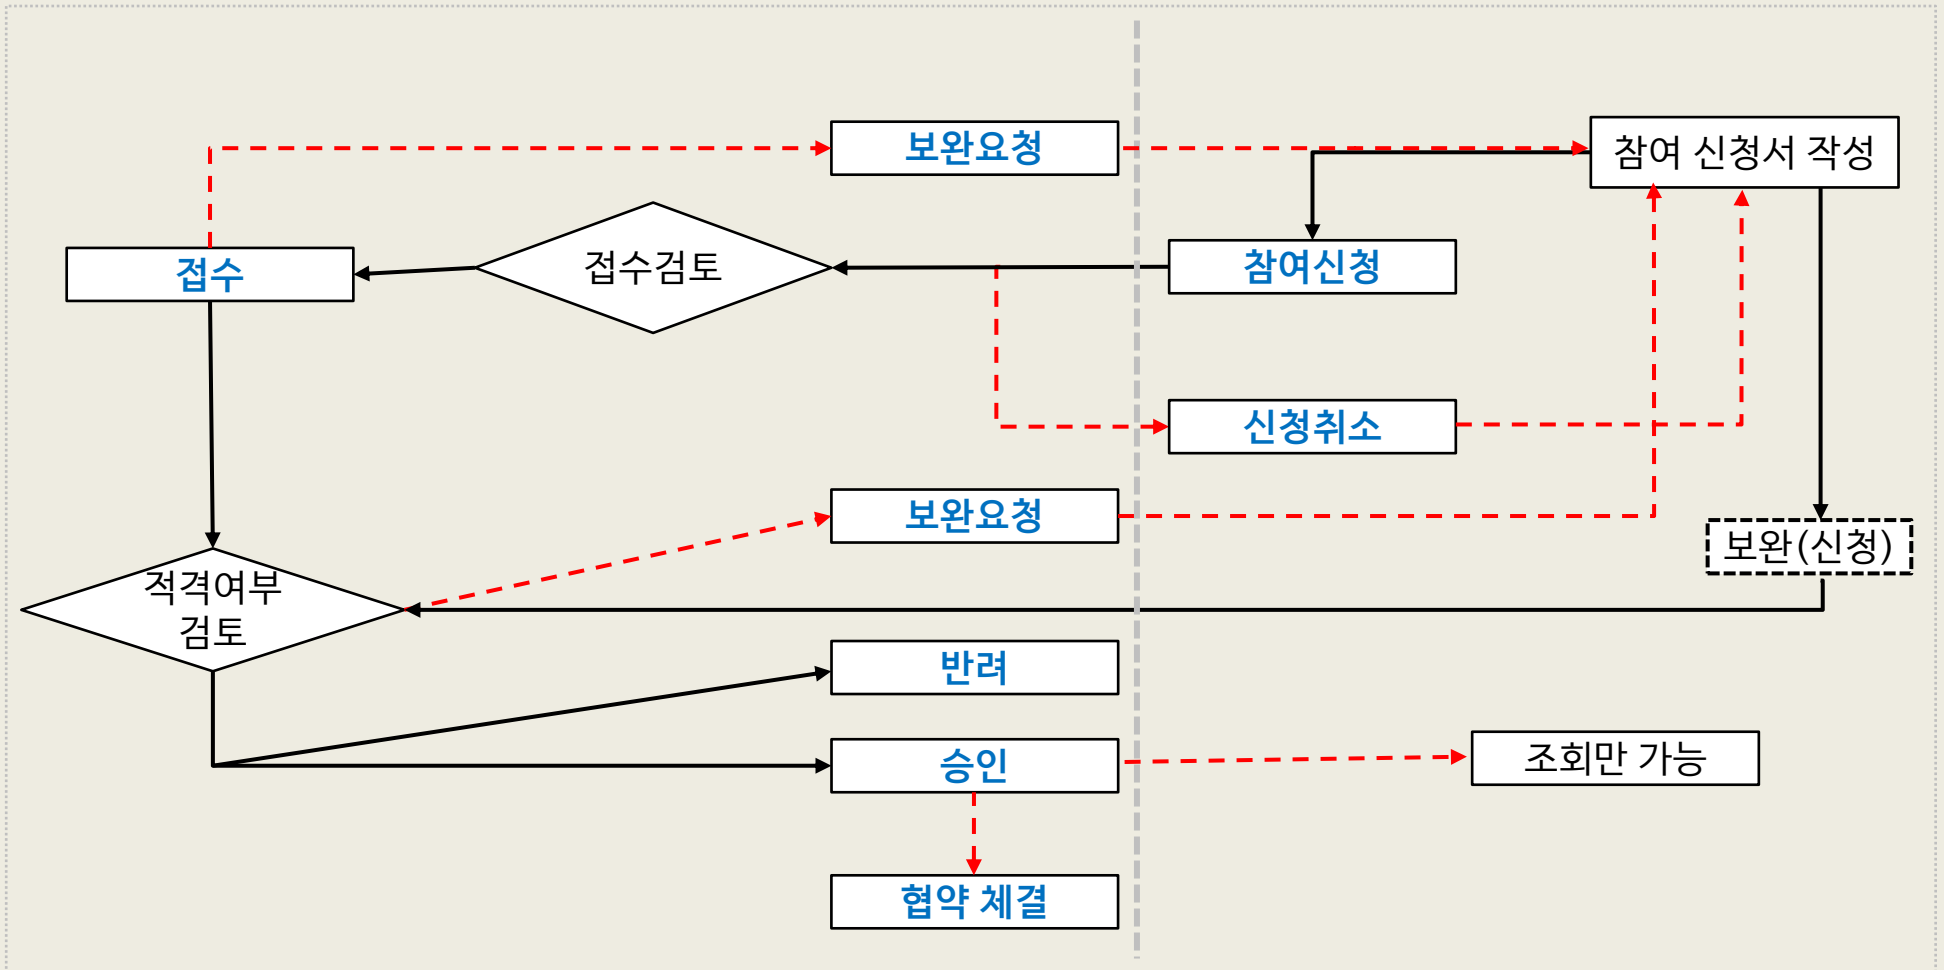 보완요청
참여 신청서 작성
접수
접수검토
참여신청
신청취소
보완요청
보완(신청)
적격여부
검토
반려
승인
조회만 가능
협약 체결